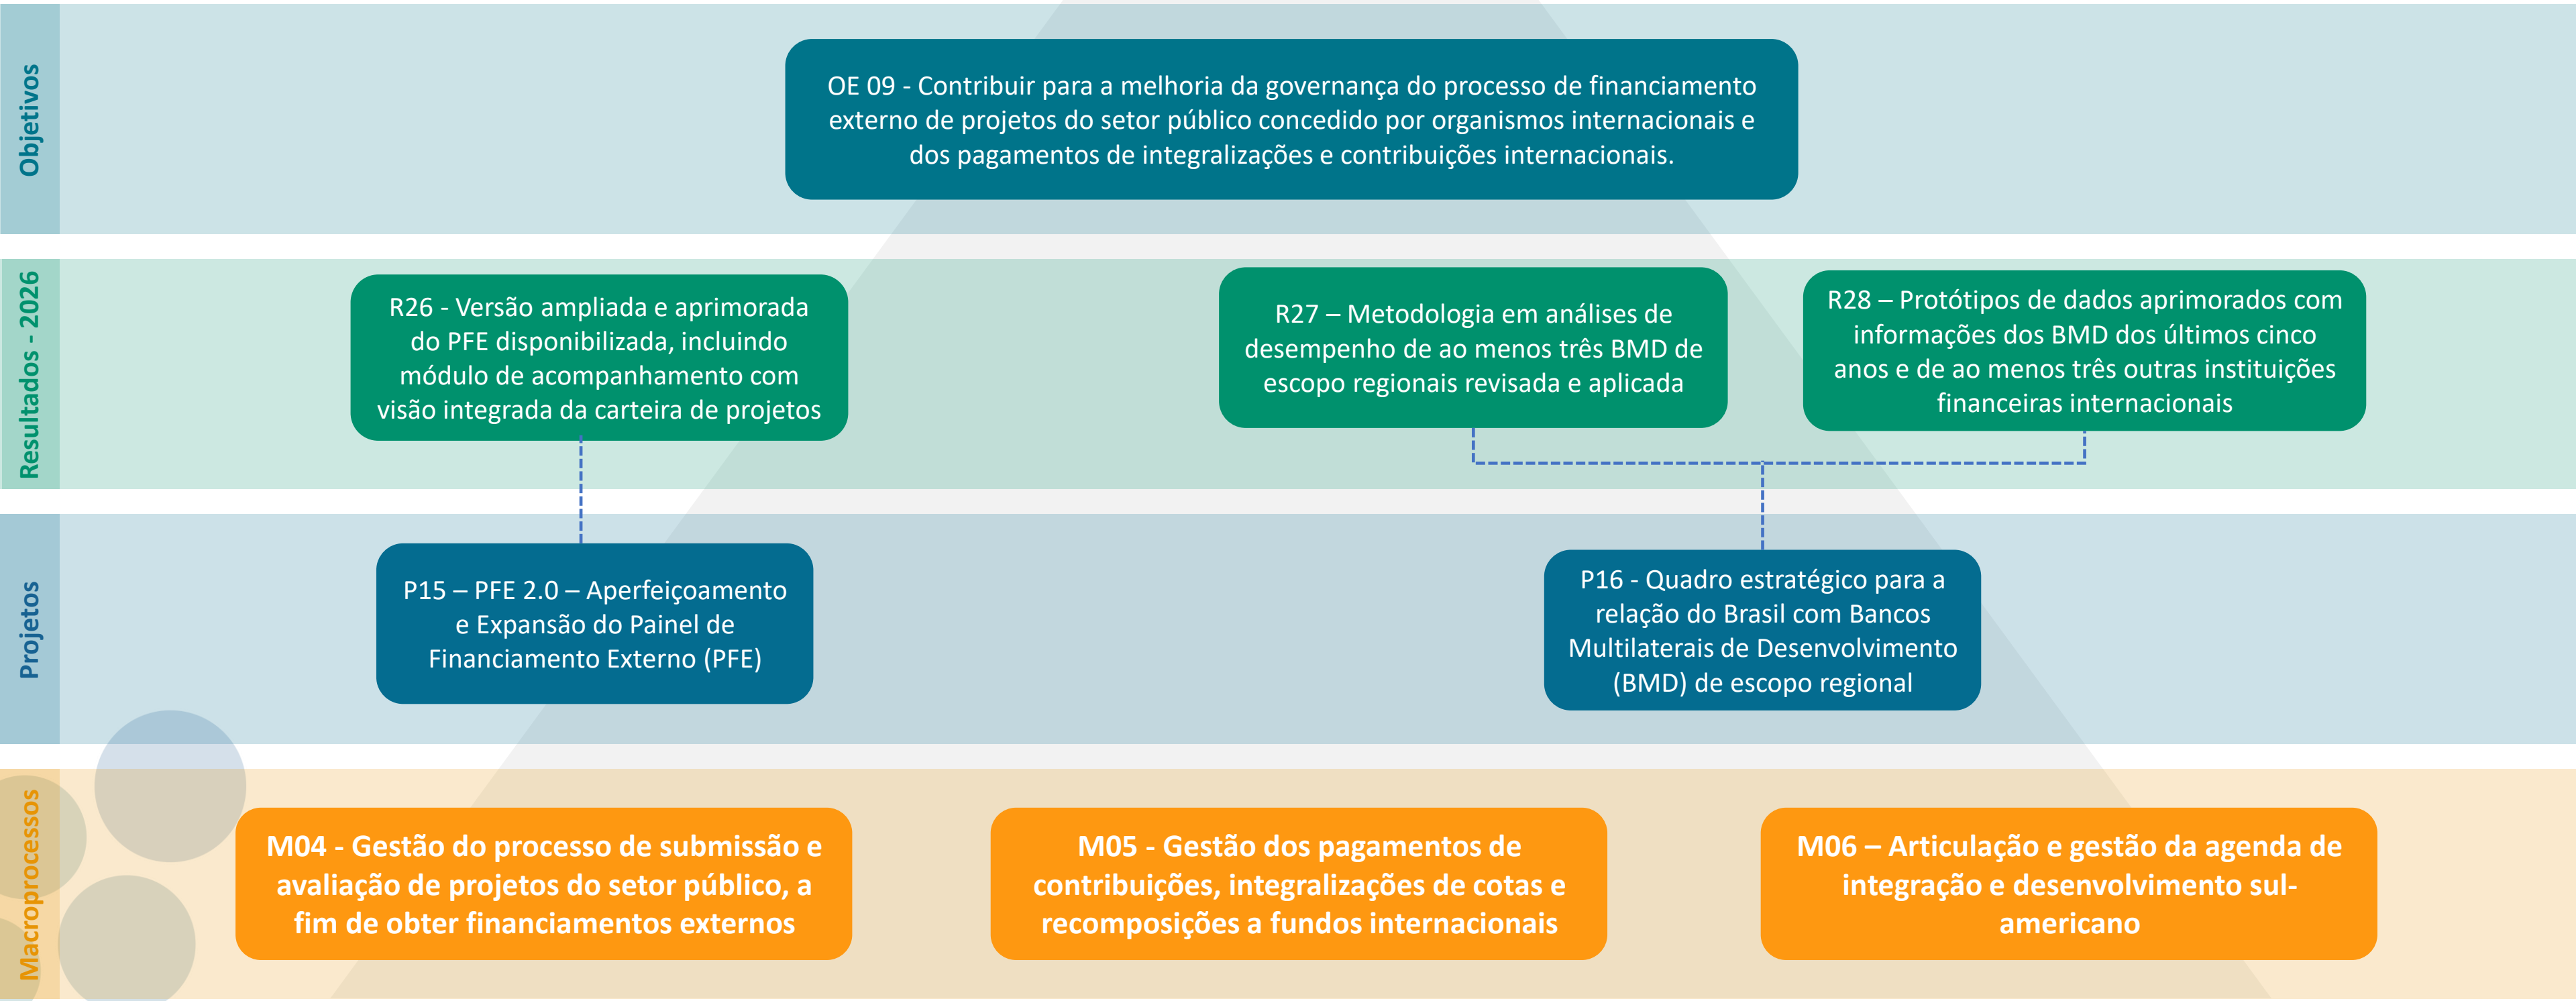 Objetivos
OE 09 - Contribuir para a melhoria da governança do processo de financiamento
externo de projetos do setor público concedido por organismos internacionais e
dos pagamentos de integralizações e contribuições internacionais.
Resultados - 2026
R26 - Versão ampliada e aprimorada
do PFE disponibilizada, incluindo
módulo de acompanhamento com
visão integrada da carteira de projetos
R27 – Metodologia em análises de
desempenho de ao menos três BMD de
escopo regionais revisada e aplicada
R28 – Protótipos de dados aprimorados com
informações dos BMD dos últimos cinco
anos e de ao menos três outras instituições
financeiras internacionais
Projetos
P15 – PFE 2.0 – Aperfeiçoamento
e Expansão do Painel de
Financiamento Externo (PFE)
P16 - Quadro estratégico para a
relação do Brasil com Bancos
Multilaterais de Desenvolvimento
(BMD) de escopo regional
Macroprocessos
M04 - Gestão do processo de submissão e
avaliação de projetos do setor público, a
fim de obter financiamentos externos
M05 - Gestão dos pagamentos de
contribuições, integralizações de cotas e
recomposições a fundos internacionais
M06 – Articulação e gestão da agenda de
integração e desenvolvimento sul-
americano